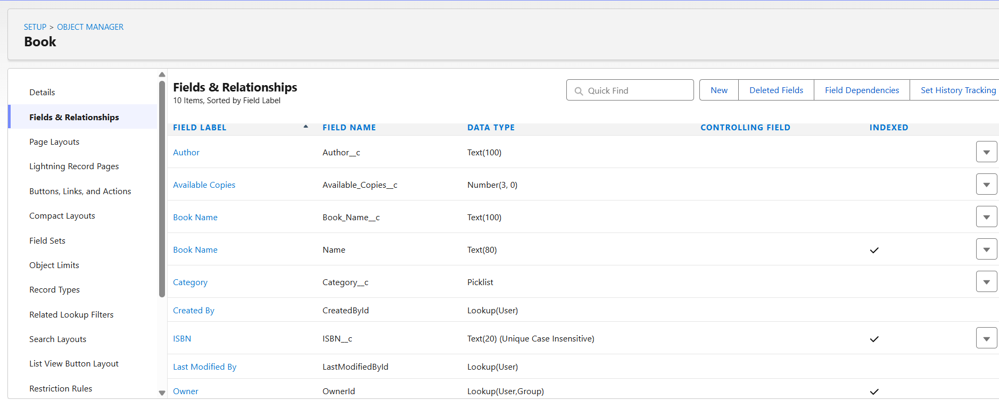 SETUP > OBJECT MANAGER
Book
Details
Fields & Relationships
Page Layouts
Lightning Record Pages
Buttons, Links, and Actions
Compact Layouts
Field Sets
Object Limits
Record Types
Related Lookup Filters
Search Layouts
List View Button Layout
Restriction Rules
Fields & Relationships
10 Items, Sorted by Field Label
Quick Find
New
Deleted Fields
Field Dependencies
Set History Tracking
FIELD LABEL FIELD NAME DATA TYPE CONTROLLING FIELD INDEXED
Author Author__c Text(100)
Available Copies Available_Copies__c Number(3, 0)
Book Name Book_Name__c Text(100)
Book Name Name Text(80)
Category Category__c Picklist
Created By CreatedById Lookup(User)
ISBN ISBN__c Text(20) (Unique Case Insensitive)
Last Modified By LastModifiedById Lookup(User)
Owner OwnerId Lookup(User,Group)